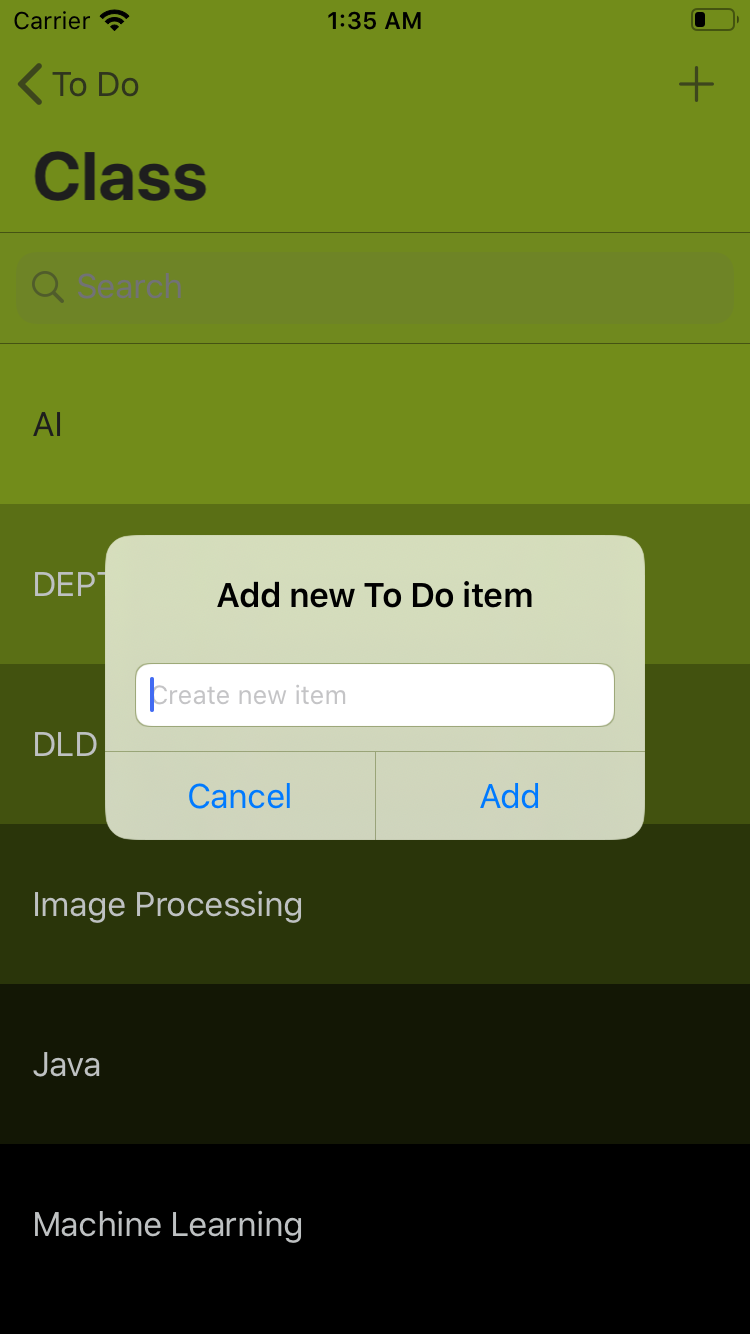 Carrier 1:35 AM
To Do
Class
Search
AI
DEPT
Add new To Do item
Create new item
DLD
Cancel Add
Image Processing
Java
Machine Learning